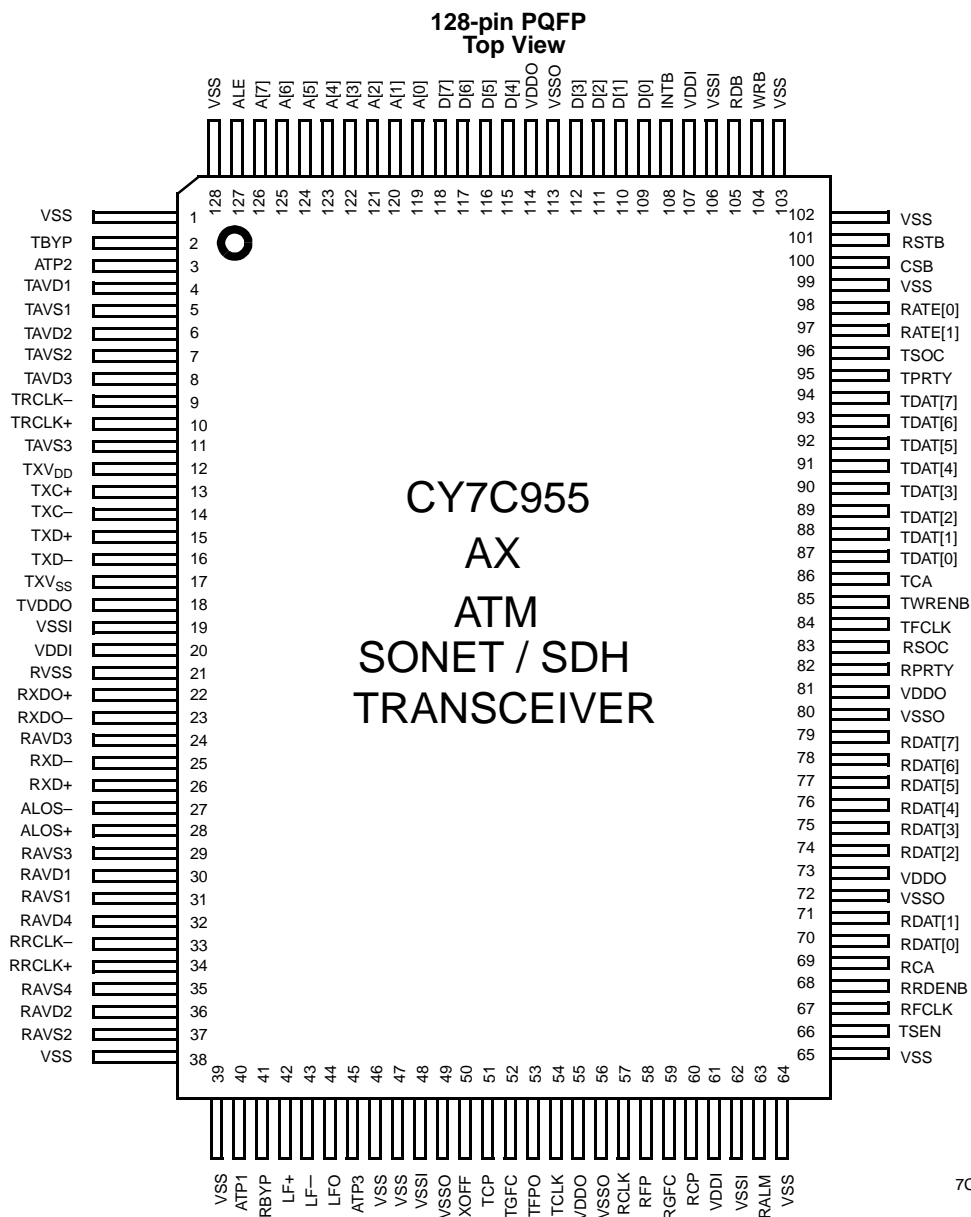 128-pin PQFP
Top View
VSS ALE A[7] A[6] A[5] A[4] A[3] A[2] A[1] A[0] D[7] D[6] D[5] D[4] VDDO VSSO D[3] D[2] D[1] D[0] INTB VDDI VSSI RDB WRB VSS
128 127 126 125 124 123 122 121 120 119 118 117 116 115 114 113 112 111 110 109 108 107 106 105 104 103
VSS 1 102 VSS
TBYP 2 101 RSTB
ATP2 3 100 CSB
TAVD1 4 99 VSS
TAVS1 5 98 RATE[0]
TAVD2 6 97 RATE[1]
TAVS2 7 96 TSOC
TAVD3 8 95 TPRTY
TRCLK– 9 94 TDAT[7]
TRCLK+ 10 93 TDAT[6]
TAVS3 11 92 TDAT[5]
TXVDD 12 91 TDAT[4]
TXC+ 13 90 TDAT[3]
TXC– 14 89 TDAT[2]
TXD+ 15 88 TDAT[1]
TXD– 16 87 TDAT[0]
TXVSS 17 86 TCA
TVDDO 18 85 TWRENB
VSSI 19 84 TFCLK
VDDI 20 83 RSOC
RVSS 21 82 RPRTY
RXDO+ 22 81 VDDO
RXDO– 23 80 VSSO
RAVD3 24 79 RDAT[7]
RXD– 25 78 RDAT[6]
RXD+ 26 77 RDAT[5]
ALOS– 27 76 RDAT[4]
ALOS+ 28 75 RDAT[3]
RAVS3 29 74 RDAT[2]
RAVD1 30 73 VDDO
RAVS1 31 72 VSSO
RAVD4 32 71 RDAT[1]
RRCLK– 33 70 RDAT[0]
RRCLK+ 34 69 RCA
RAVS4 35 68 RRDENB
RAVD2 36 67 RFCLK
RAVS2 37 66 TSEN
VSS 38 65 VSS
CY7C955
AX
ATM
SONET / SDH
TRANSCEIVER
39 40 41 42 43 44 45 46 47 48 49 50 51 52 53 54 55 56 57 58 59 60 61 62 63 64
VSS ATP1 RBYP LF+ LF– LFO ATP3 VSS VSS VSSI VSSO XOFF TCP TGFC TFPO TCLK VDDO VSSO RCLK RFP RGFC RCP VDDI VSSI RALM VSS